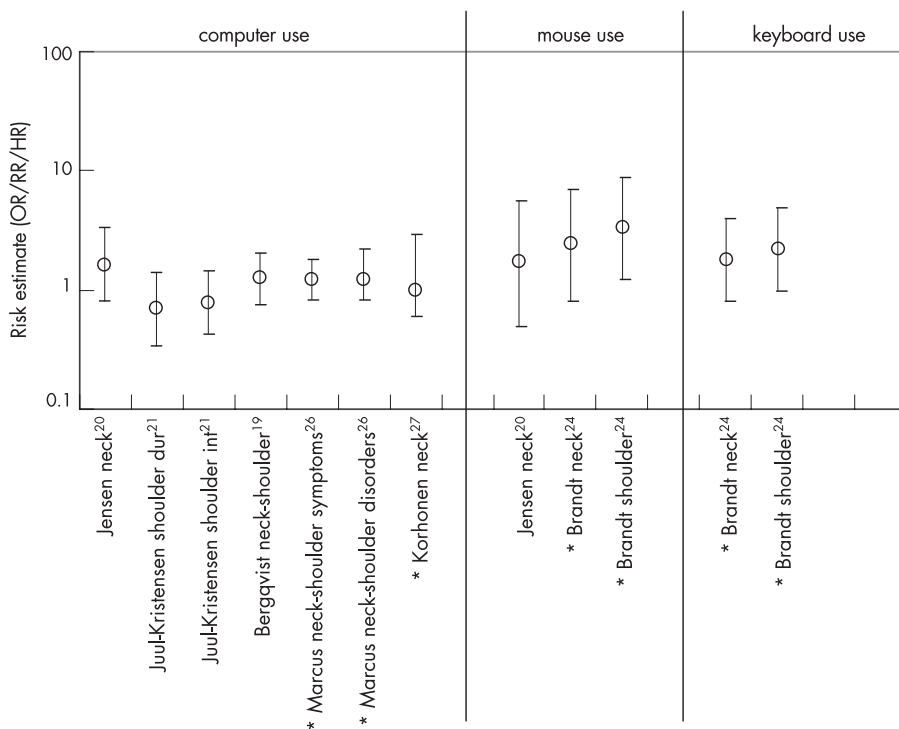 computer use
mouse use
keyboard use
Risk estimate (OR/RR/HR)
100
10
1
0.1
Jensen neck20
Juul-Kristensen shoulder dur21
Juul-Kristensen shoulder int21
Bergqvist neck-shoulder19
* Marcus neck-shoulder symptoms26
* Marcus neck-shoulder disorders26
* Korhonen neck27
Jensen neck20
* Brandt neck24
* Brandt shoulder24
* Brandt neck24
* Brandt shoulder24